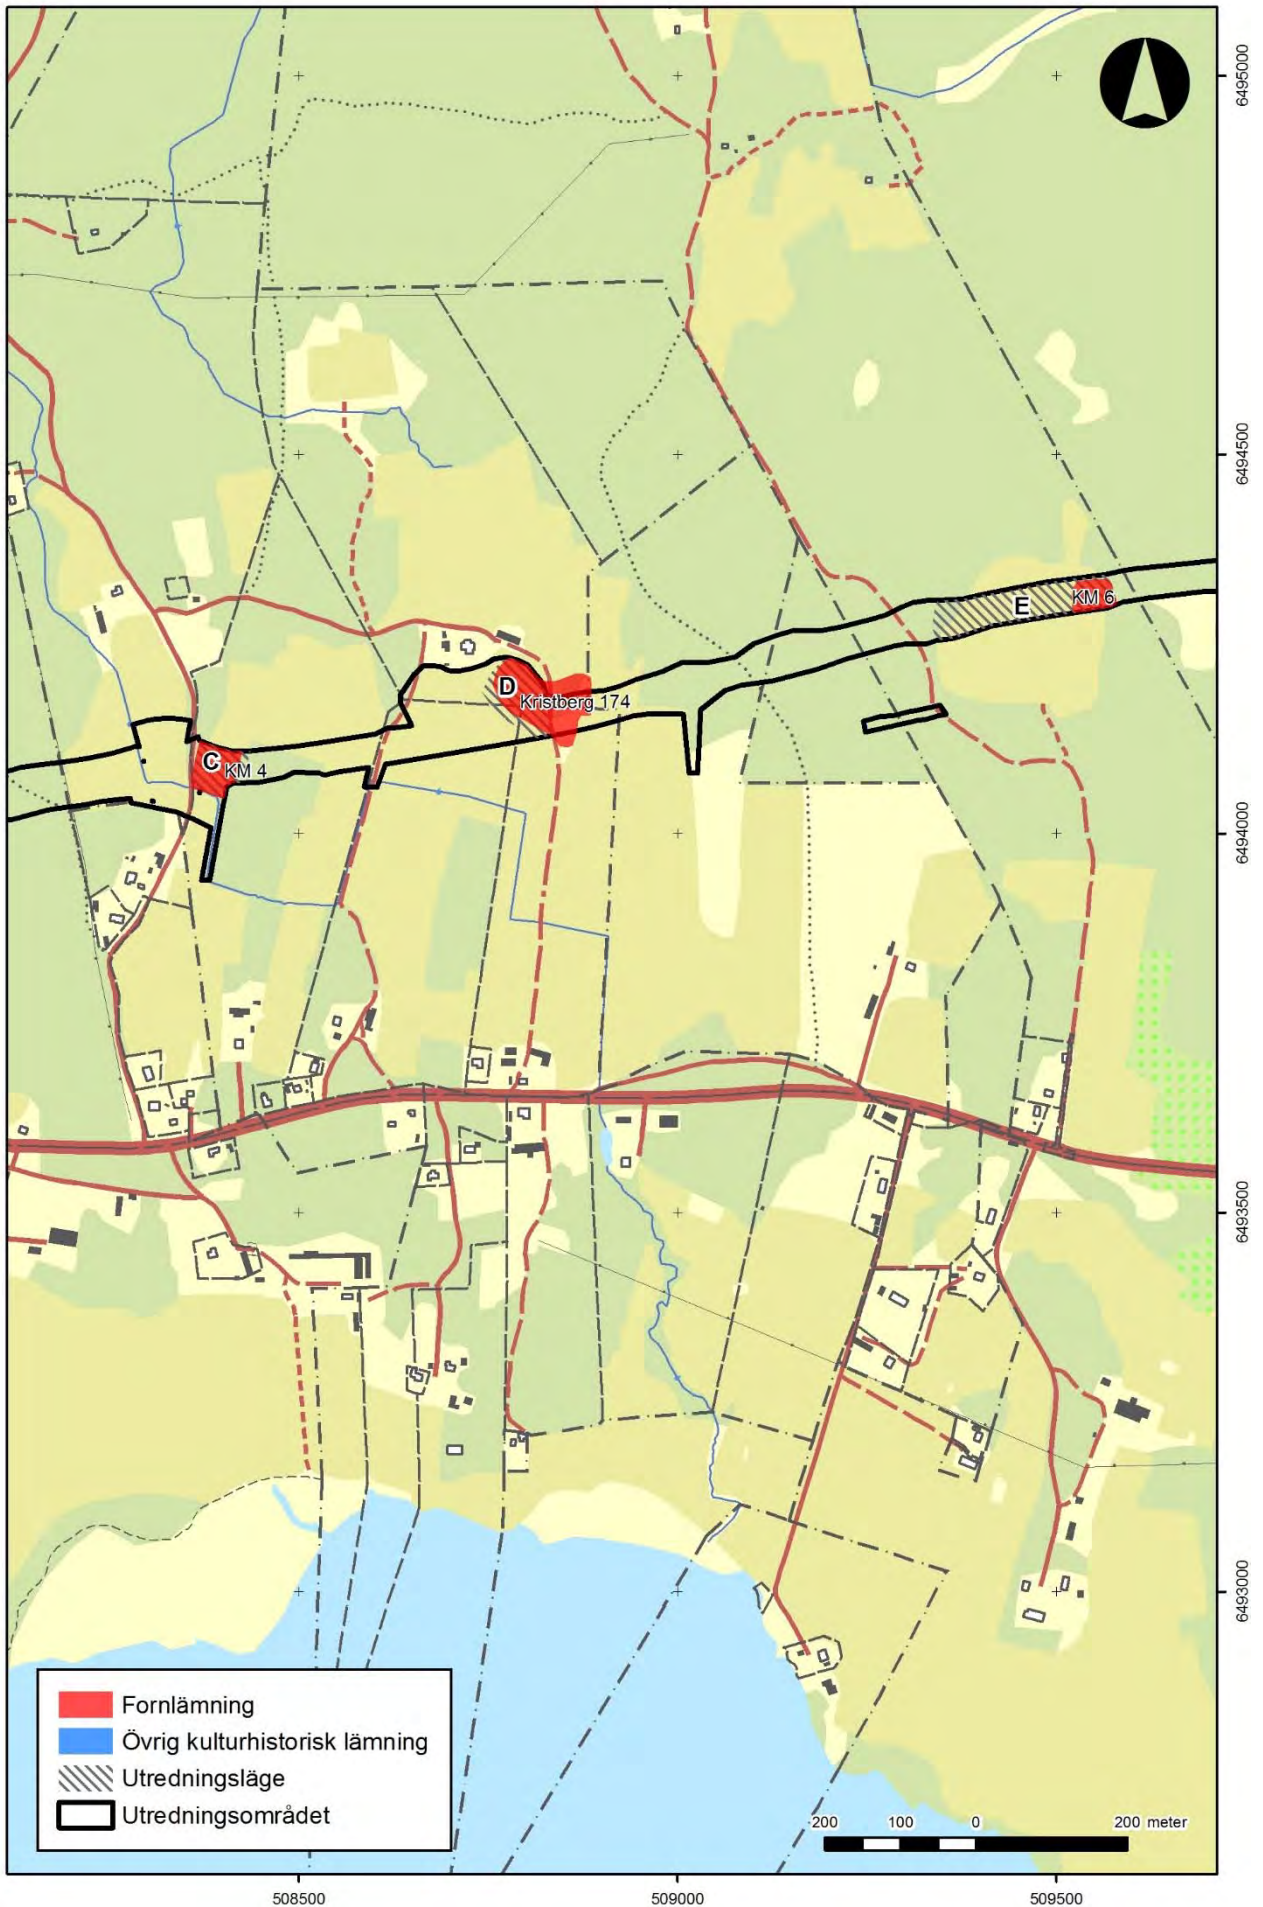 6495000
6494500
E
KM 6
D
Kristberg 174
C
KM 4
6494000
6493500
6493000
Fornlämning
Övrig kulturhistorisk lämning
Utredningsläge
Utredningsområdet
200 100 0 200 meter
508500 509000 509500